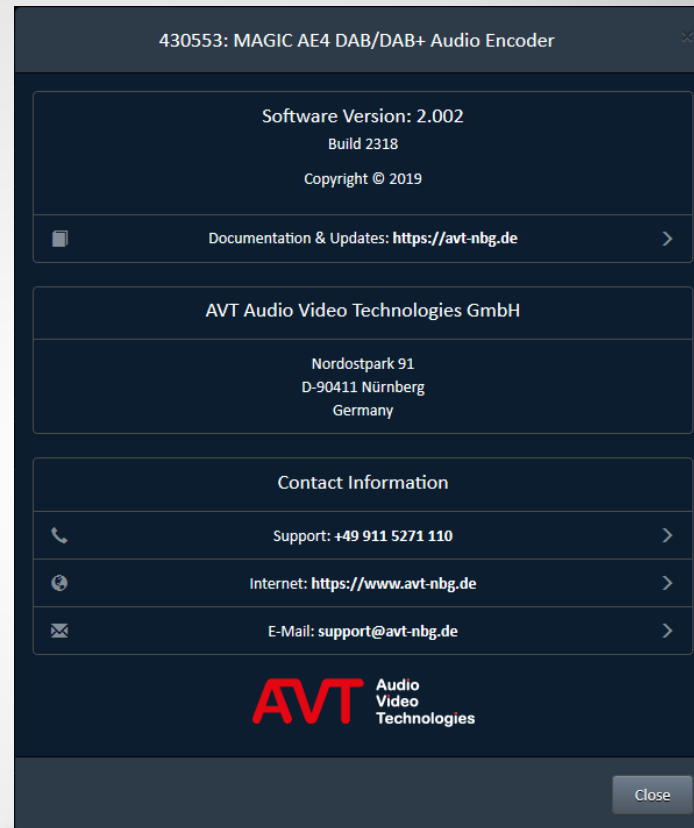 430553: MAGIC AE4 DAB/DAB+ Audio Encoder
Software Version: 2.002
Build 2318
Copyright © 2019
Documentation & Updates: https://avt-nbg.de
AVT Audio Video Technologies GmbH
Nordostpark 91
D-90411 Nürnberg
Germany
Contact Information
Support: +49 911 5271 110
Internet: https://www.avt-nbg.de
E-Mail: support@avt-nbg.de
AVT
Audio
Video
Technologies
Close